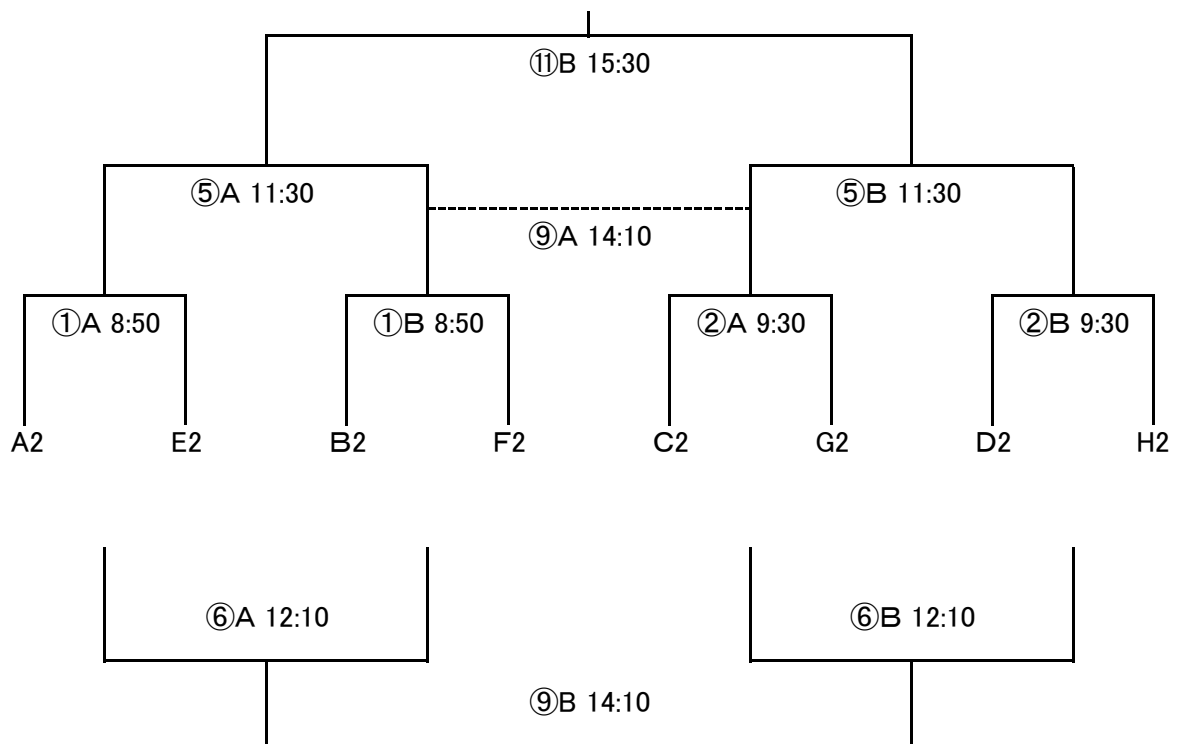 ⑪B 15:30
⑤A 11:30
⑤B 11:30
⑨A 14:10
①A 8:50
①B 8:50
②A 9:30
②B 9:30
A2 E2 B2 F2 C2 G2 D2 H2
⑥A 12:10
⑥B 12:10
⑨B 14:10